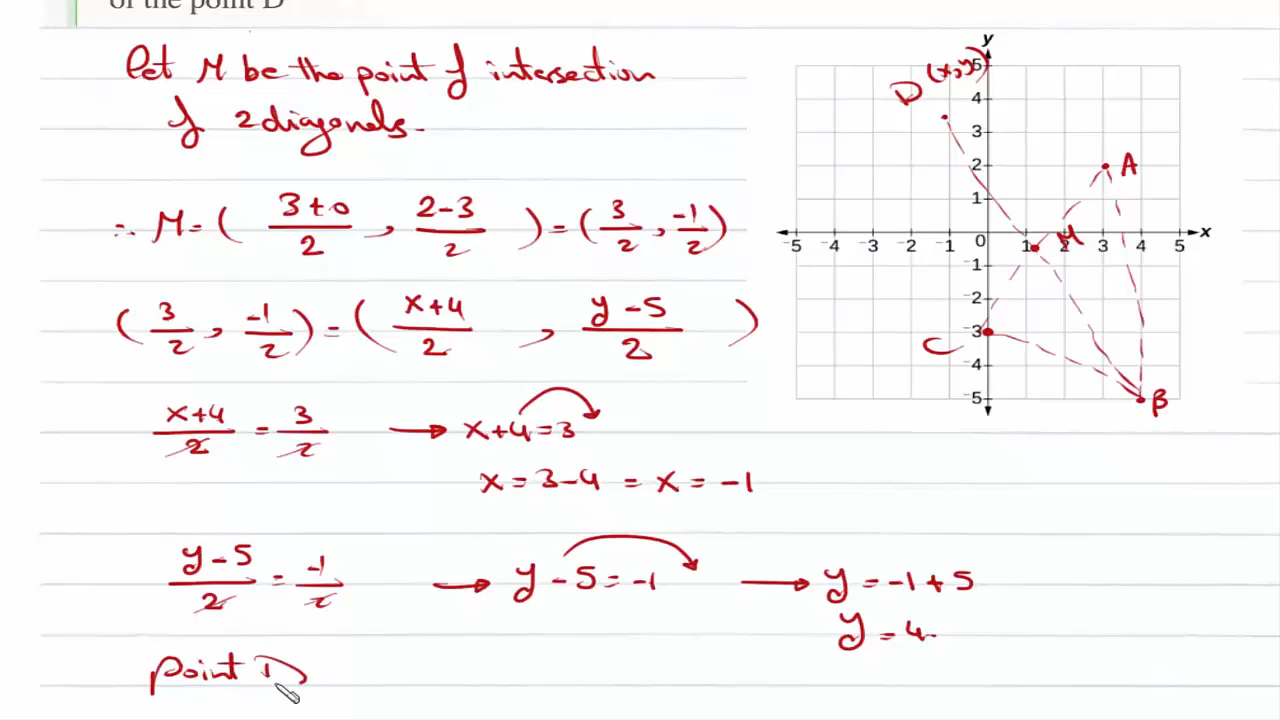 of the point D
let M be the point of intersection
of 2 diagonals.
∴ M = ( 3+0/2 , 2-3/2 ) = ( 3/2 , -1/2 )
( 3/2 , -1/2 ) = ( x+4/2 , y-5/2 )
x+4/2 = 3/2 → x+4=3
x = 3-4 = x = -1
y-5/2 = -1/2 → y-5=-1 → y = -1+5
y = 4
point D
y
5
D (x,y)
4
3
2
A
1
-5 -4 -3 -2 -1 0 1 M 2 3 4 5 x
-1
-2
C -3
-4
-5 B